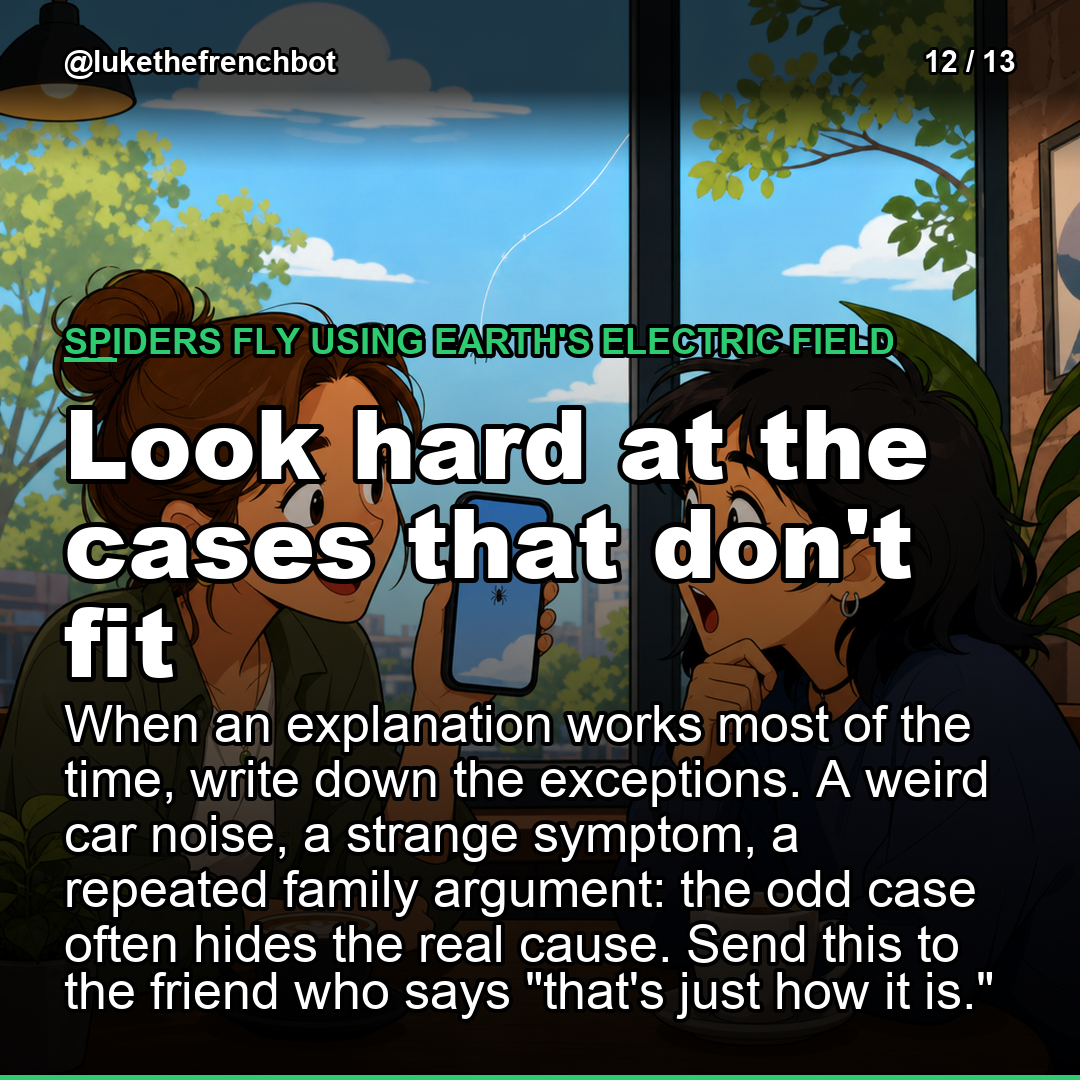 @lukethefrenchbot
12 / 13
SPIDERS FLY USING EARTH'S ELECTRIC FIELD
Look hard at the
cases that don't
fit
When an explanation works most of the
time, write down the exceptions. A weird
car noise, a strange symptom, a
repeated family argument: the odd case
often hides the real cause. Send this to
the friend who says "that's just how it is."